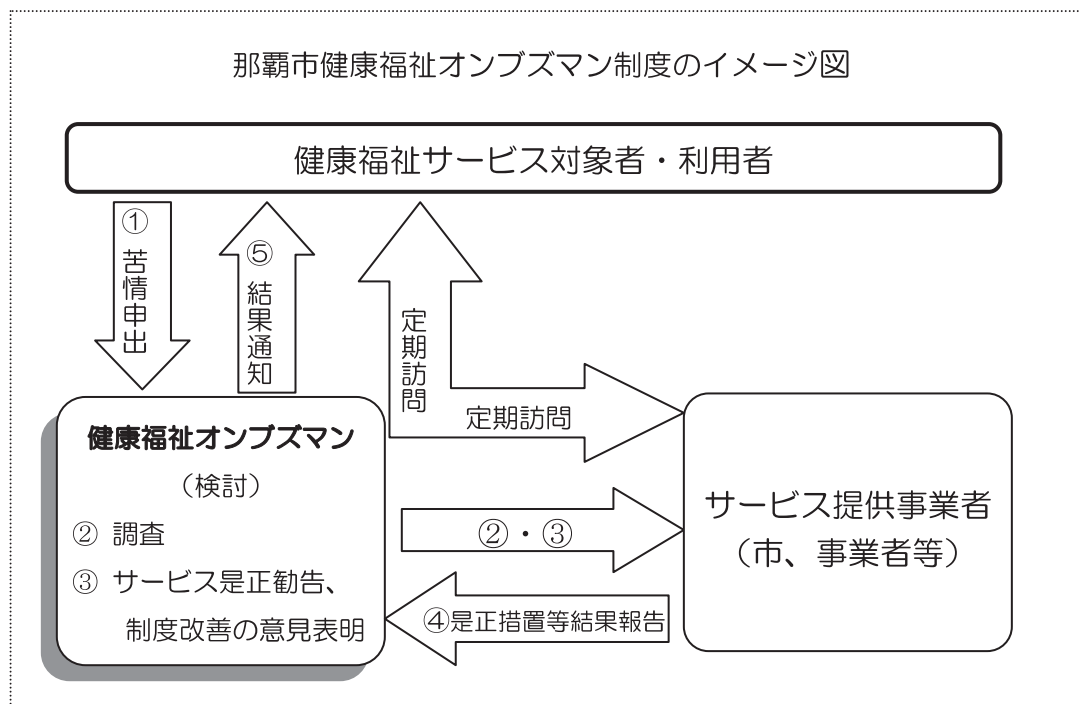 那覇市健康福祉オンブズマン制度のイメージ図
健康福祉サービス対象者・利用者
①苦情申出
⑤結果通知
定期訪問
定期訪問
健康福祉オンブズマン
（検討）
② 調査
③ サービス是正勧告、
制度改善の意見表明
②・③
④是正措置等結果報告
サービス提供事業者
（市、事業者等）